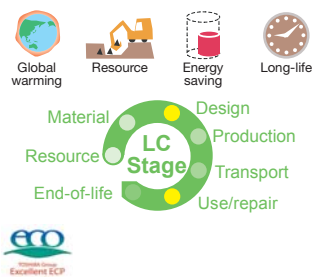 Global
warming
Resource
Energy
saving
Long-life
Material
Design
Production
Resource
LC
Stage
Transport
End-of-life
Use/repair
eco
TOSHIBA Group
Excellent ECP